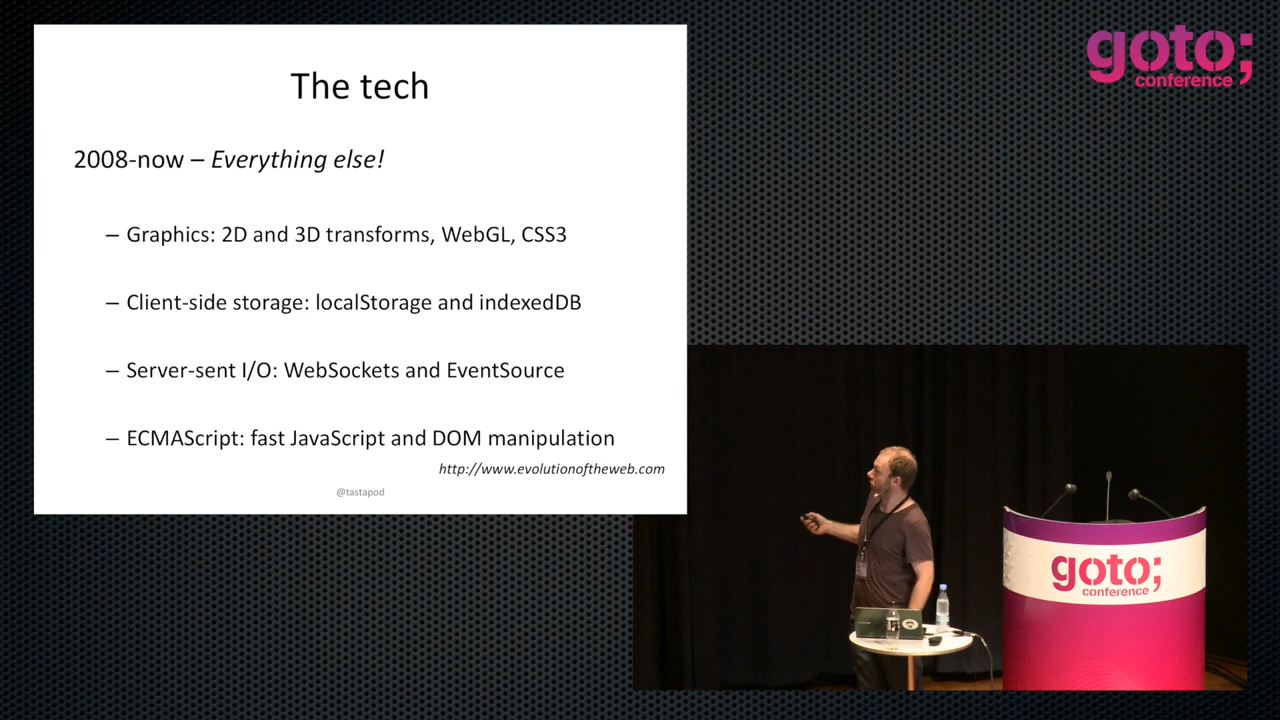 The tech
2008-now – Everything else!
– Graphics: 2D and 3D transforms, WebGL, CSS3
– Client-side storage: localStorage and indexedDB
– Server-sent I/O: WebSockets and EventSource
– ECMAScript: fast JavaScript and DOM manipulation
http://www.evolutionoftheweb.com
@tastapod
goto;
conference
goto;
conference